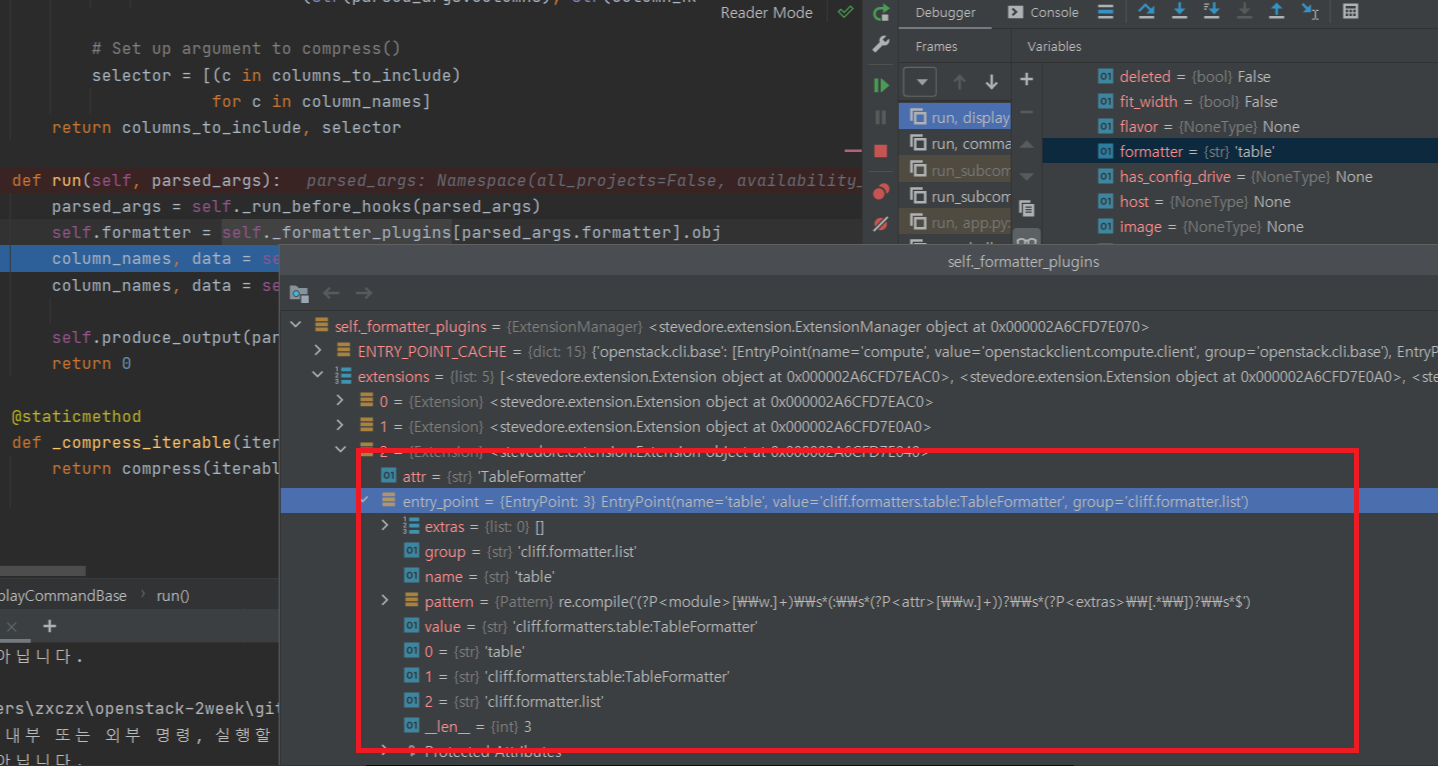 Reader Mode
Debugger
Console
# Set up argument to compress()
selector = [(c in columns_to_include)
for c in column_names]
return columns_to_include, selector
def run(self, parsed_args): parsed_args: Namespace(all_projects=False, availability_
parsed_args = self._run_before_hooks(parsed_args)
self.formatter = self._formatter_plugins[parsed_args.formatter].obj
column_names, data = se
column_names, data = se
self.produce_output(par
return 0
@staticmethod
def _compress_iterable(iter
return compress(iterabl
Frames
Variables
run, display
run, comma
run_subcom
run_subcom
run, app.py:
deleted = {bool} False
fit_width = {bool} False
flavor = {NoneType} None
formatter = {str} 'table'
has_config_drive = {NoneType} None
host = {NoneType} None
image = {NoneType} None
self._formatter_plugins
self._formatter_plugins = {ExtensionManager} <stevedore.extension.ExtensionManager object at 0x000002A6CFD7E070>
ENTRY_POINT_CACHE = {dict: 15} {'openstack.cli.base': [EntryPoint(name='compute', value='openstackclient.compute.client', group='openstack.cli.base'), EntryP
extensions = {list: 5} [<stevedore.extension.Extension object at 0x000002A6CFD7EAC0>, <stevedore.extension.Extension object at 0x000002A6CFD7E0A0>, <st
0 = {Extension} <stevedore.extension.Extension object at 0x000002A6CFD7EAC0>
1 = {Extension} <stevedore.extension.Extension object at 0x000002A6CFD7E0A0>
2 = {Extension} <stevedore.extension.Extension object at 0x000002A6CFD7E040>
attr = {str} 'TableFormatter'
entry_point = {EntryPoint: 3} EntryPoint(name='table', value='cliff.formatters.table:TableFormatter', group='cliff.formatter.list')
extras = {list: 0} []
group = {str} 'cliff.formatter.list'
name = {str} 'table'
pattern = {Pattern} re.compile('(?P<module>[₩₩w.]+)₩₩s*(:₩₩s*(?P<attr>[₩₩w.]+))?₩₩s*(?P<extras>₩₩[.*₩₩])?₩₩s*$')
value = {str} 'cliff.formatters.table:TableFormatter'
0 = {str} 'table'
1 = {str} 'cliff.formatters.table:TableFormatter'
2 = {str} 'cliff.formatter.list'
__len__ = {int} 3
Protected Attributes
playCommandBase › run()
아닙니다.
ers\zxczx\openstack-2week\git
내부 또는 외부 명령, 실행할
아닙니다.